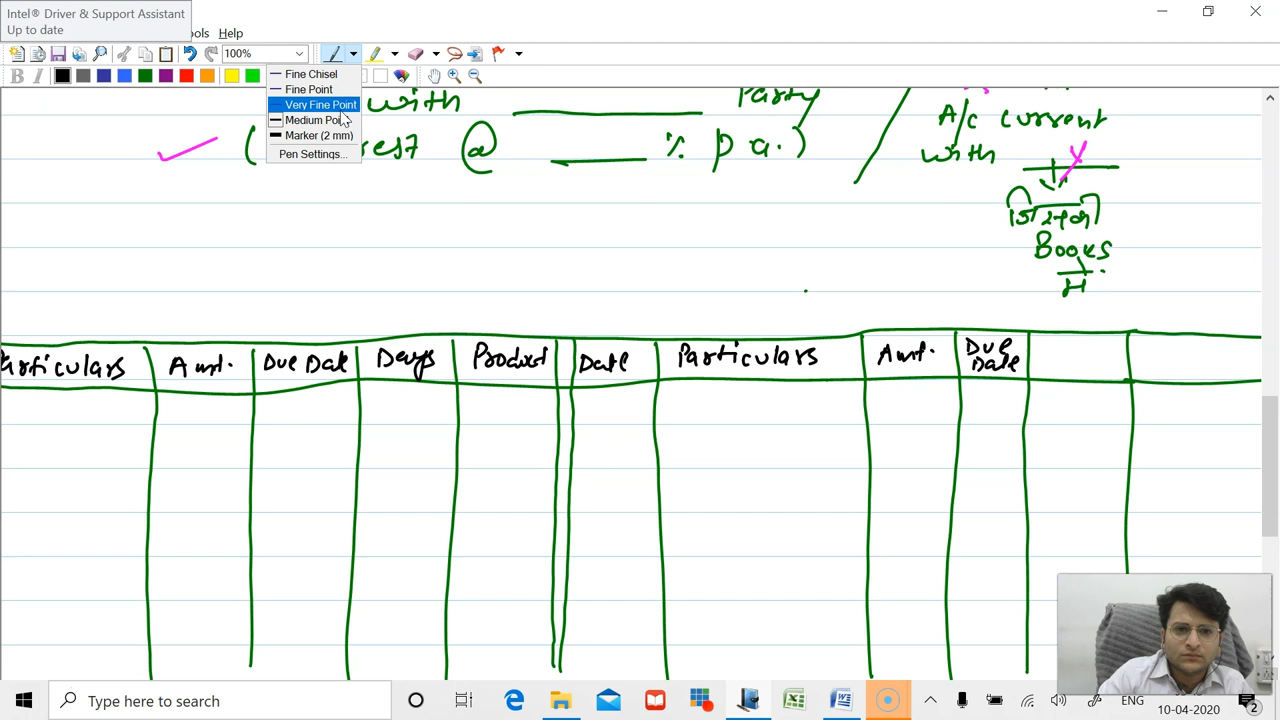 Intel® Driver & Support Assistant
Up to date
ols Help
100%
Fine Chisel
Fine Point
Very Fine Point
Medium Poi
Marker (2 mm)
Pen Settings...
with Party
( rest @ % p a.)
A/c current
with
15
Books
H
articulars Amt. Due Date Days Product Date Particulars Amt. Due Date
Type here to search
ENG
10-04-2020
2